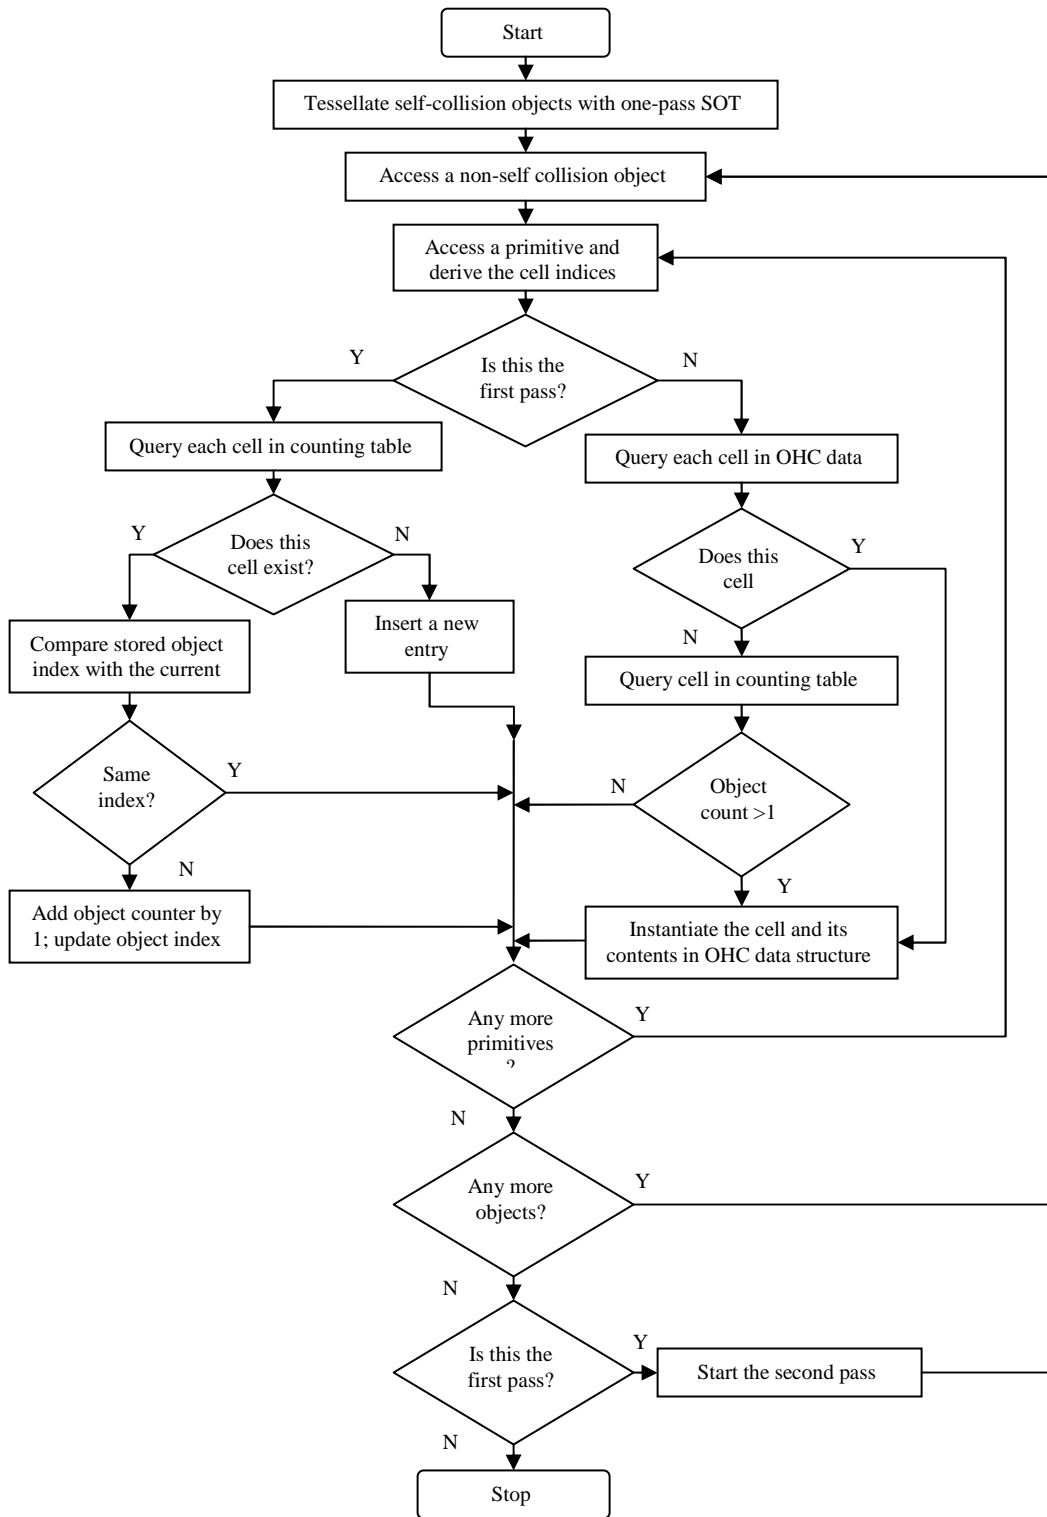 Start
Tessellate self-collision objects with one-pass SOT
Access a non-self collision object
Access a primitive and
derive the cell indices
Is this the
first pass?
Y
N
Query each cell in counting table
Query each cell in OHC data
Does this
cell exist?
Y
N
Does this
cell
Y
N
Compare stored object
index with the current
Insert a new
entry
Query cell in counting table
Same
index?
Y
N
Object
count >1
N
Y
Add object counter by
1; update object index
Instantiate the cell and its
contents in OHC data structure
Any more
primitives
?
Y
N
Any more
objects?
Y
N
Is this the
first pass?
Y
Start the second pass
N
Stop